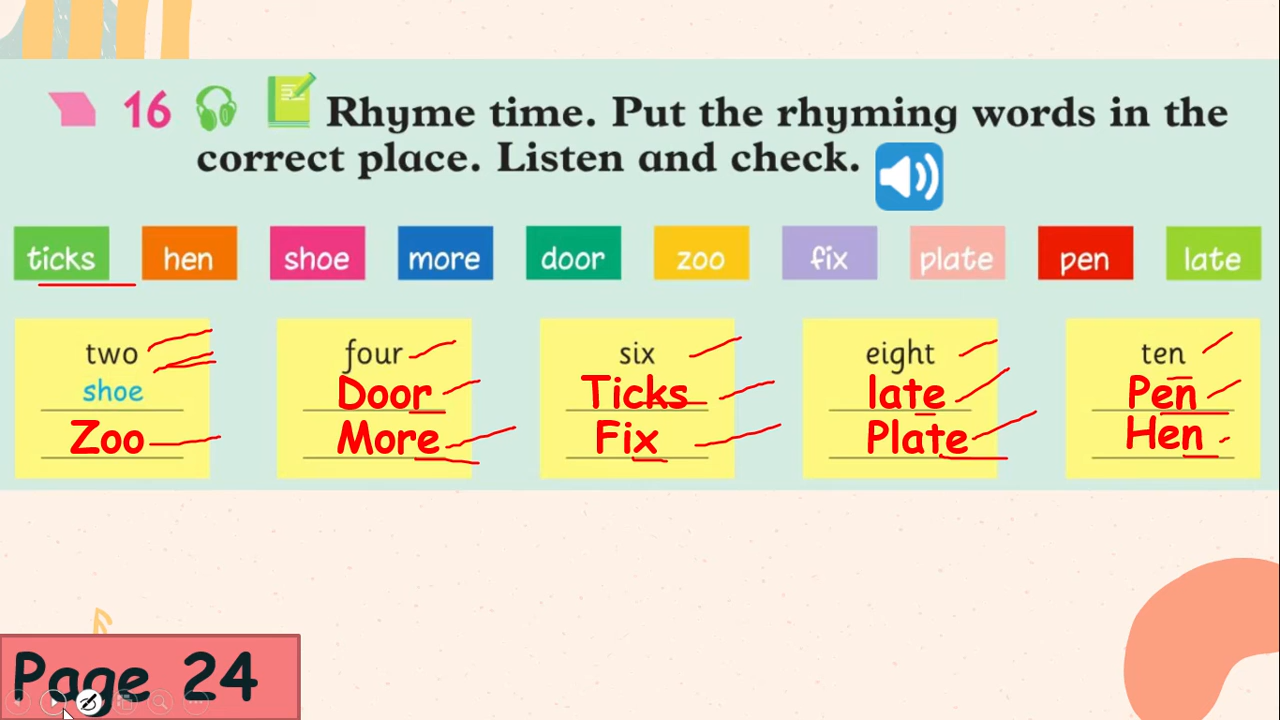 16 Rhyme time. Put the rhyming words in the
correct place. Listen and check.
ticks hen shoe more door zoo fix plate pen late
two four six eight ten
shoe Door Ticks late Pen
Zoo More Fix Plate Hen
Page 24